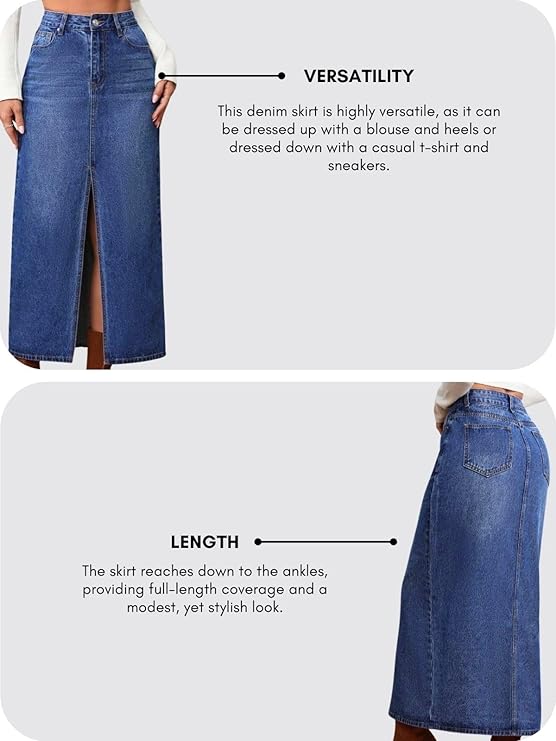 VERSATILITY
This denim skirt is highly versatile, as it can
be dressed up with a blouse and heels or
dressed down with a casual t-shirt and
sneakers.
LENGTH
The skirt reaches down to the ankles,
providing full-length coverage and a
modest, yet stylish look.